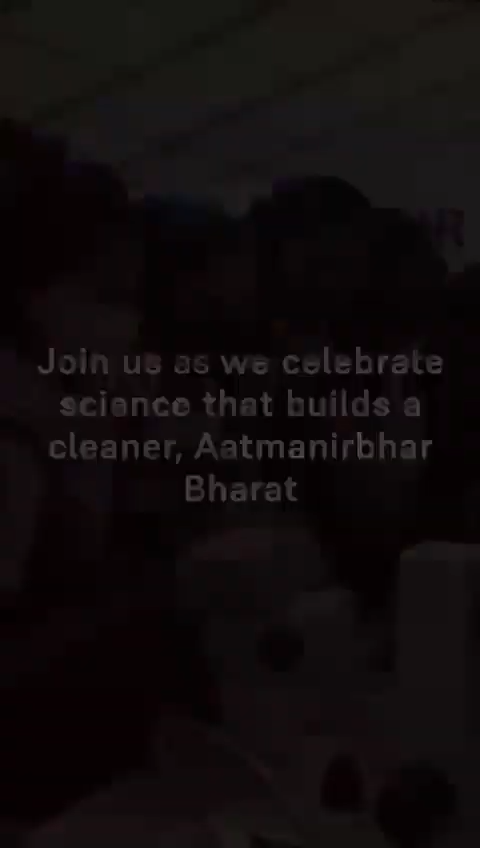 Join us as we celebrate
science that builds a
cleaner, Aatmanirbhar
Bharat